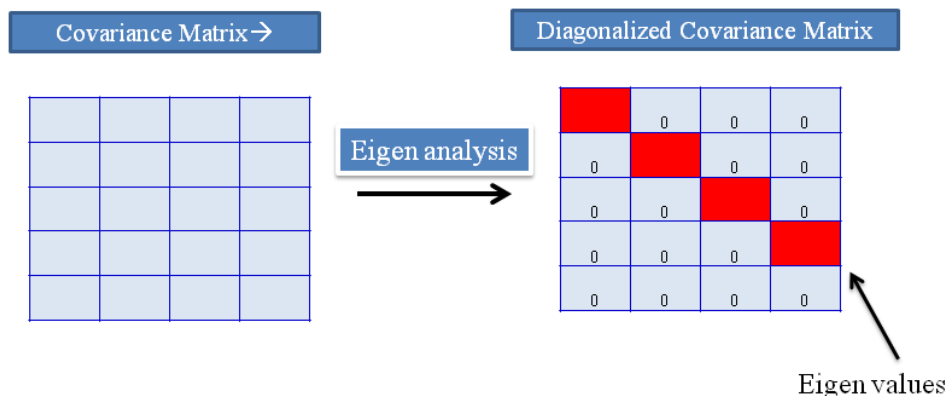 Covariance Matrix→
Diagonalized Covariance Matrix
Eigen analysis
0 0 0
0 0 0
0 0 0
0 0 0
0 0 0 0
Eigen values